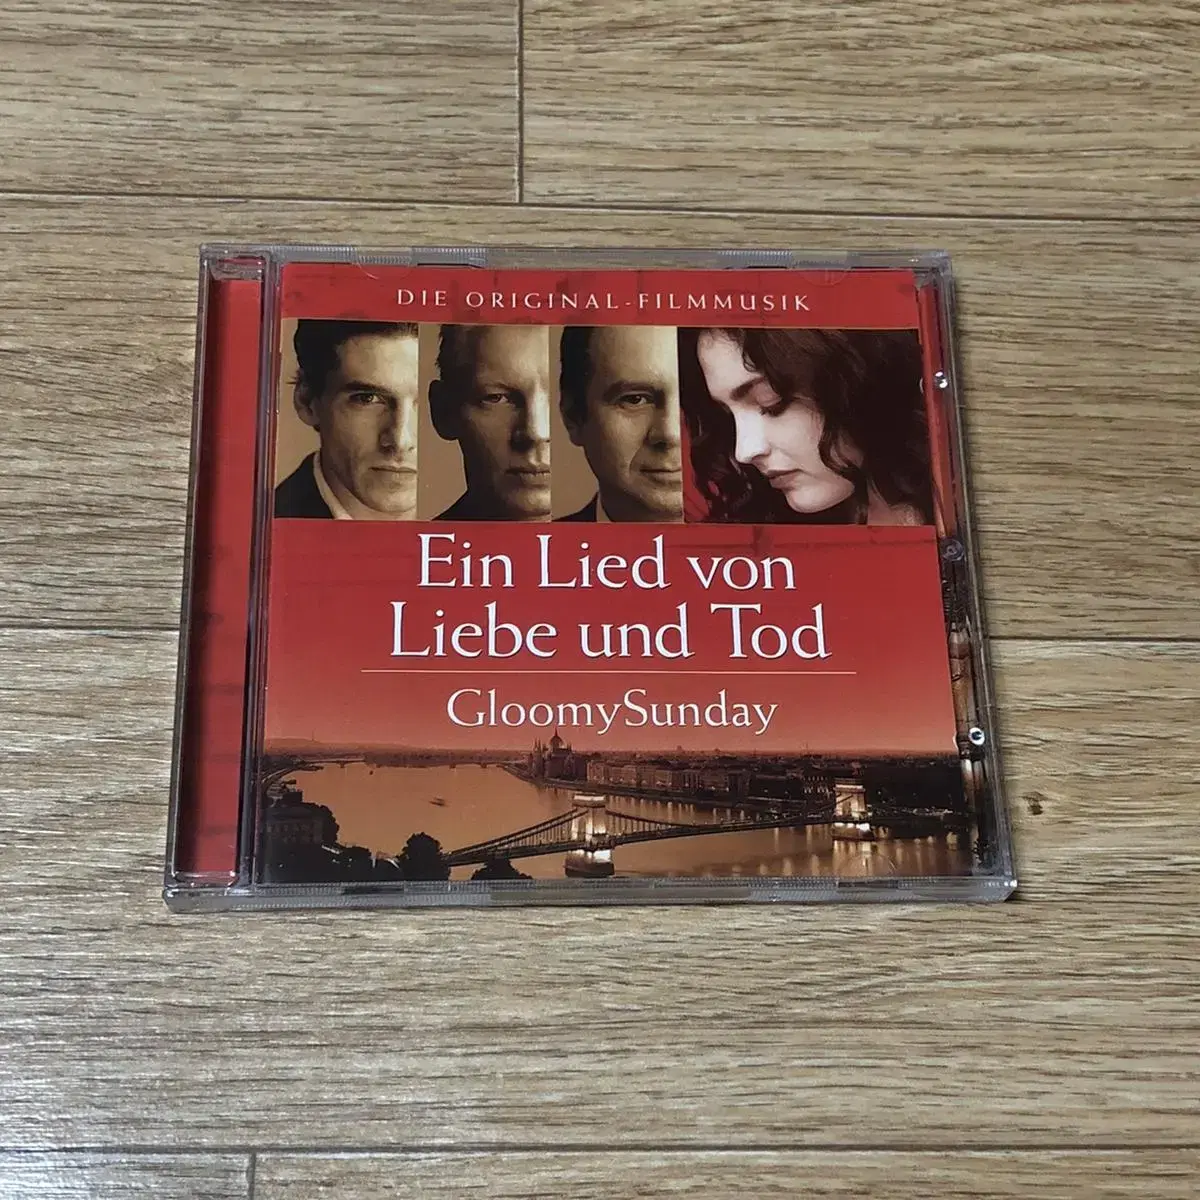 DIE ORIGINAL-FILMMUSIK
Ein Lied von
Liebe und Tod
GloomySunday